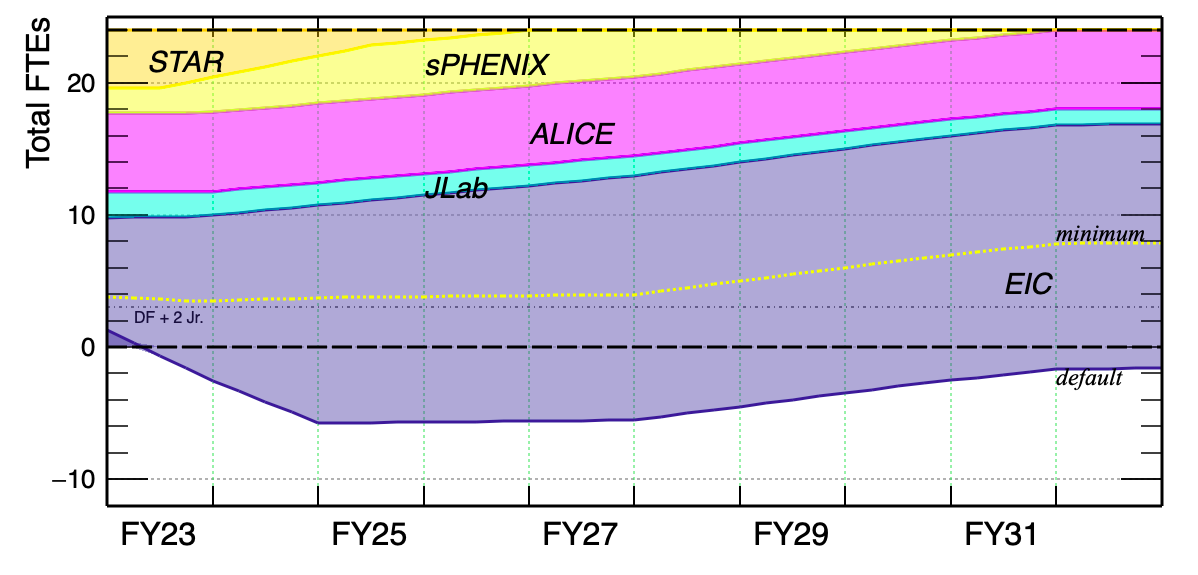 Total FTEs
STAR
sPHENIX
20
ALICE
JLab
10
minimum
EIC
DF + 2 Jr.
0
default
−10
FY23 FY25 FY27 FY29 FY31